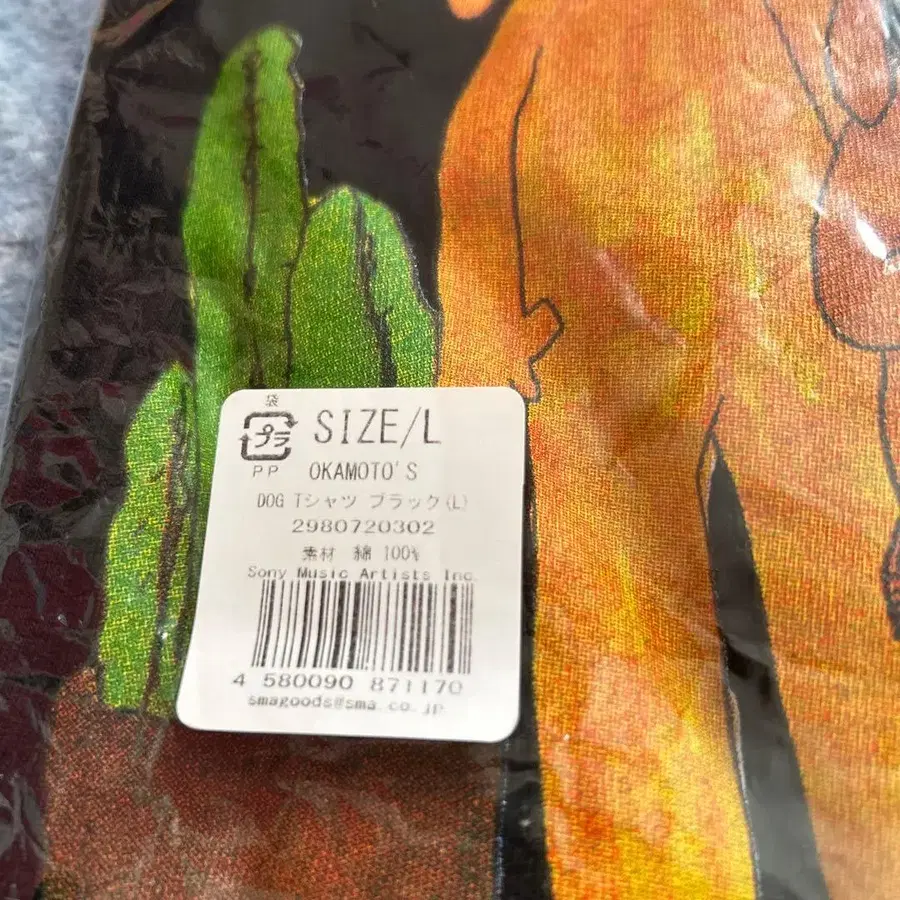 袋
プラ
PP
SIZE/L
OKAMOTO'S
DOG Tシャツ ブラック(L)
2980720302
素材 綿 100%
Sony Music Artists Inc.
4 580090 871170
smagoods@sma.co.jp